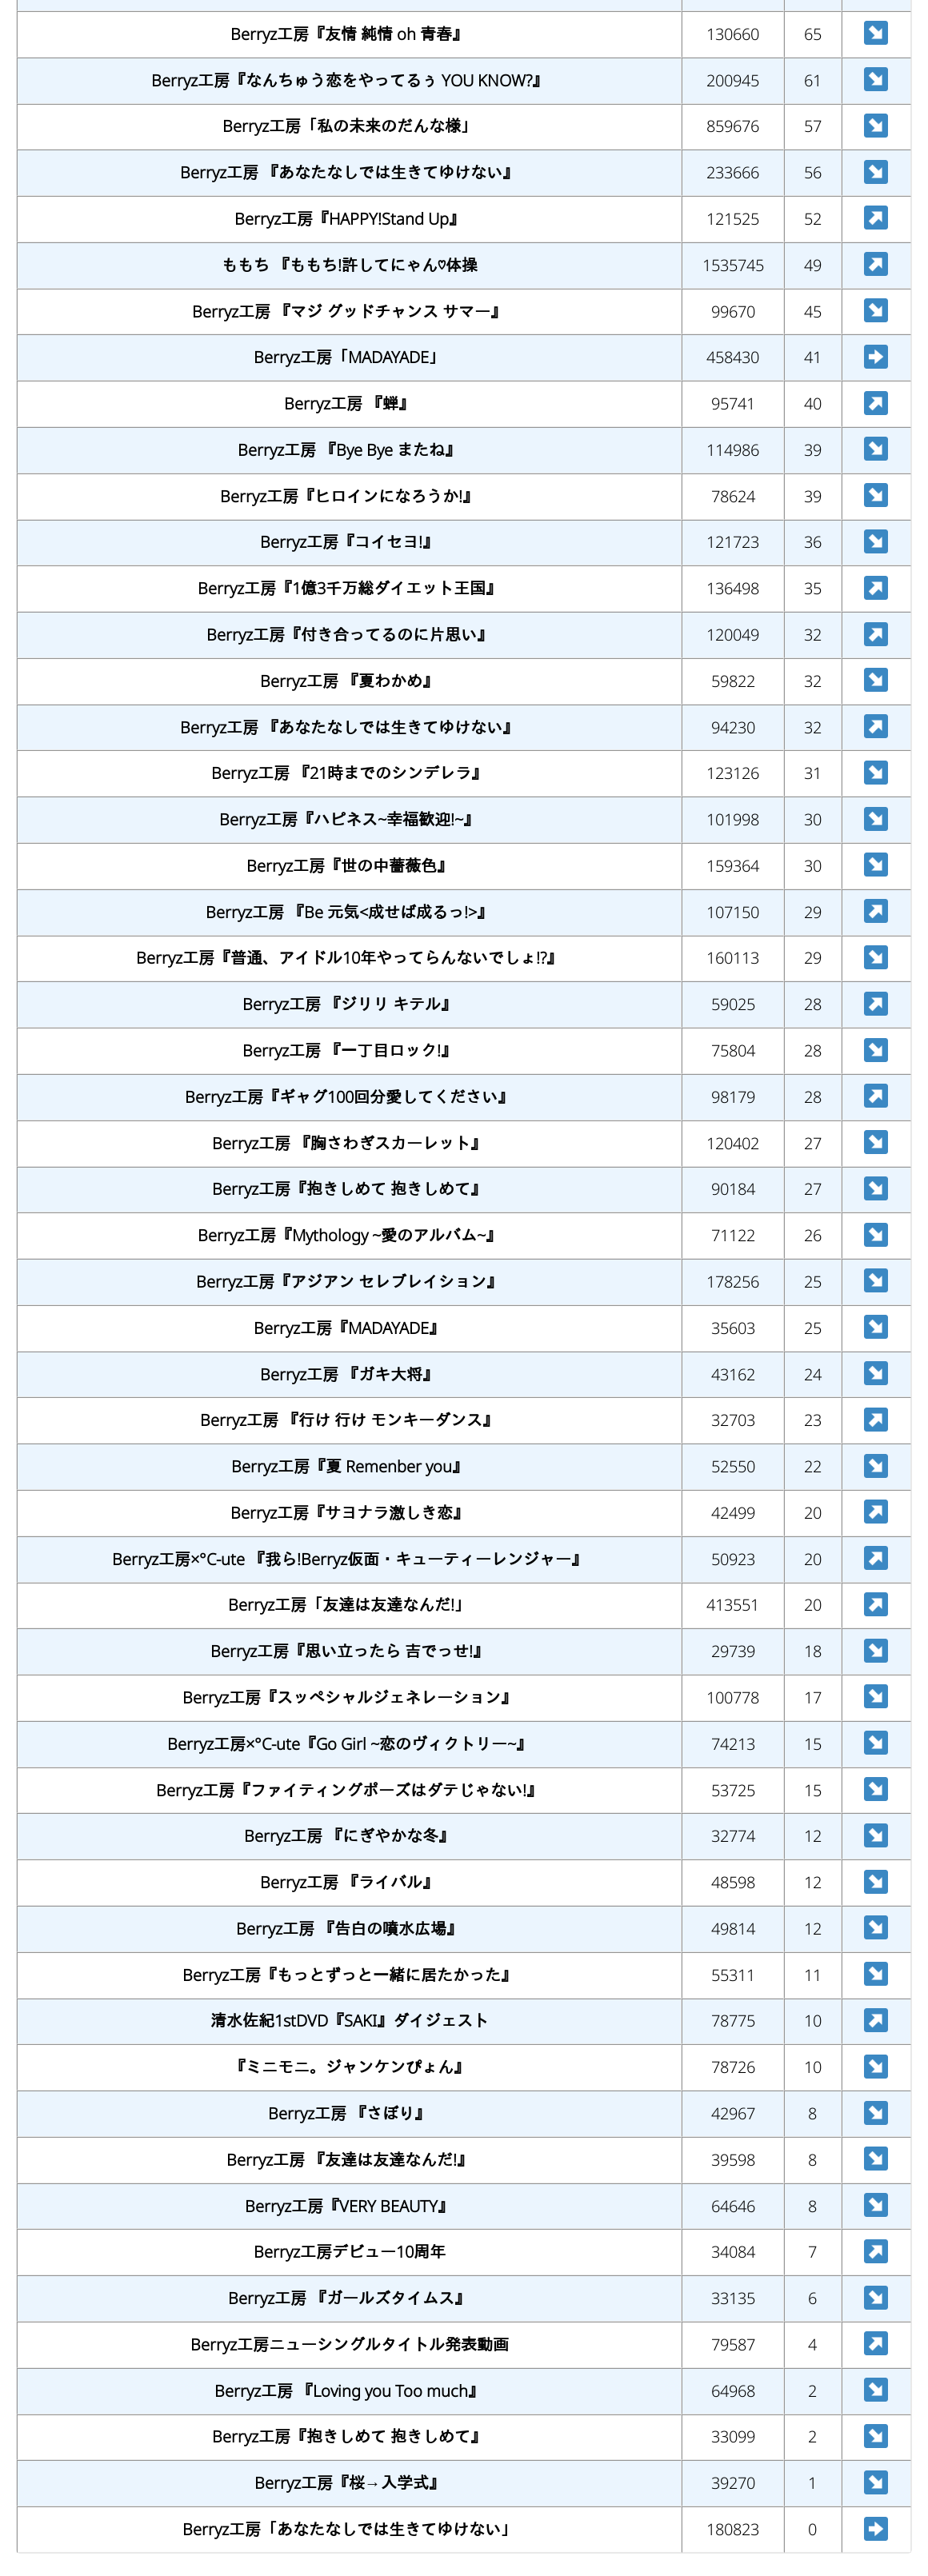 Berryz工房『友情 純情 oh 青春』 130660 65 ↘
Berryz工房『なんちゅう恋をやってるぅ YOU KNOW?』 200945 61 ↘
Berryz工房「私の未来のだんな様」 859676 57 ↘
Berryz工房 『あなたなしでは生きてゆけない』 233666 56 ↘
Berryz工房『HAPPY!Stand Up』 121525 52 ↗
ももち 『ももち!許してにゃん♡体操 1535745 49 ↗
Berryz工房 『マジ グッドチャンス サマー』 99670 45 ↘
Berryz工房「MADAYADE」 458430 41 ➡
Berryz工房 『蝉』 95741 40 ↗
Berryz工房 『Bye Bye またね』 114986 39 ↘
Berryz工房『ヒロインになろうか!』 78624 39 ↘
Berryz工房『コイセヨ!』 121723 36 ↘
Berryz工房『1億3千万総ダイエット王国』 136498 35 ↗
Berryz工房『付き合ってるのに片思い』 120049 32 ↗
Berryz工房 『夏わかめ』 59822 32 ↘
Berryz工房 『あなたなしでは生きてゆけない』 94230 32 ↗
Berryz工房 『21時までのシンデレラ』 123126 31 ↘
Berryz工房『ハピネス~幸福歓迎!~』 101998 30 ↘
Berryz工房『世の中薔薇色』 159364 30 ↘
Berryz工房 『Be 元気<成せば成るっ!>』 107150 29 ↗
Berryz工房『普通、アイドル10年やってらんないでしょ!?』 160113 29 ↘
Berryz工房 『ジリリ キテル』 59025 28 ↗
Berryz工房 『一丁目ロック!』 75804 28 ↘
Berryz工房『ギャグ100回分愛してください』 98179 28 ↗
Berryz工房 『胸さわぎスカーレット』 120402 27 ↘
Berryz工房『抱きしめて 抱きしめて』 90184 27 ↘
Berryz工房『Mythology ~愛のアルバム~』 71122 26 ↘
Berryz工房『アジアン セレブレイション』 178256 25 ↘
Berryz工房『MADAYADE』 35603 25 ↘
Berryz工房 『ガキ大将』 43162 24 ↘
Berryz工房 『行け 行け モンキーダンス』 32703 23 ↗
Berryz工房『夏 Remenber you』 52550 22 ↘
Berryz工房『サヨナラ激しき恋』 42499 20 ↗
Berryz工房×℃-ute 『我ら!Berryz仮面・キューティーレンジャー』 50923 20 ↗
Berryz工房「友達は友達なんだ!」 413551 20 ↗
Berryz工房『思い立ったら 吉でっせ!』 29739 18 ↘
Berryz工房『スッペシャルジェネレーション』 100778 17 ↘
Berryz工房×℃-ute『Go Girl ~恋のヴィクトリー~』 74213 15 ↘
Berryz工房『ファイティングポーズはダテじゃない!』 53725 15 ↘
Berryz工房 『にぎやかな冬』 32774 12 ↘
Berryz工房 『ライバル』 48598 12 ↘
Berryz工房 『告白の噴水広場』 49814 12 ↘
Berryz工房『もっとずっと一緒に居たかった』 55311 11 ↘
清水佐紀1stDVD『SAKI』ダイジェスト 78775 10 ↗
『ミニモニ。ジャンケンぴょん』 78726 10 ↘
Berryz工房 『さぼり』 42967 8 ↘
Berryz工房 『友達は友達なんだ!』 39598 8 ↘
Berryz工房『VERY BEAUTY』 64646 8 ↘
Berryz工房デビュー10周年 34084 7 ↗
Berryz工房 『ガールズタイムス』 33135 6 ↘
Berryz工房ニューシングルタイトル発表動画 79587 4 ↗
Berryz工房 『Loving you Too much』 64968 2 ↘
Berryz工房『抱きしめて 抱きしめて』 33099 2 ↘
Berryz工房『桜→入学式』 39270 1 ↘
Berryz工房「あなたなしでは生きてゆけない」 180823 0 ➡